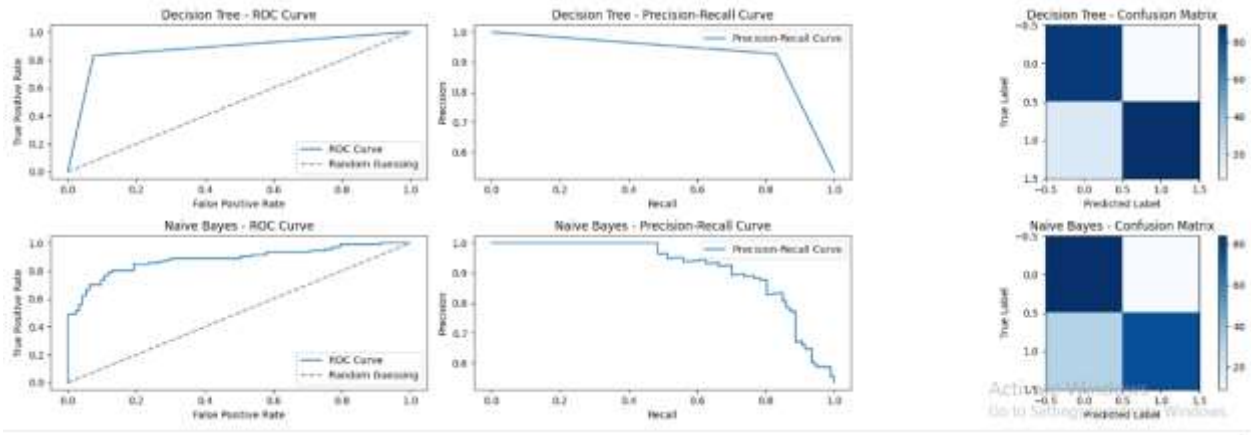 Decision Tree - ROC Curve
1.0
0.8
0.6
0.4
0.2
0.0
True Positive Rate
ROC Curve
Random Guessing
0.0 0.2 0.4 0.6 0.8 1.0
False Positive Rate
Decision Tree - Precision-Recall Curve
1.0
0.9
0.8
0.7
0.6
Precision
Precision-Recall Curve
0.0 0.2 0.4 0.6 0.8 1.0
Recall
Decision Tree - Confusion Matrix
−0.5
0.0
0.5
1.0
1.5
True Label
−0.5 0.0 0.5 1.0 1.5
Predicted Label
80
60
40
20
Naive Bayes - ROC Curve
1.0
0.8
0.6
0.4
0.2
0.0
True Positive Rate
ROC Curve
Random Guessing
0.0 0.2 0.4 0.6 0.8 1.0
False Positive Rate
Naive Bayes - Precision-Recall Curve
1.0
0.9
0.8
0.7
0.6
Precision
Precision-Recall Curve
0.0 0.2 0.4 0.6 0.8 1.0
Recall
Naive Bayes - Confusion Matrix
−0.5
0.0
0.5
1.0
1.5
True Label
−0.5 0.0 0.5 1.0 1.5
Predicted Label
80
60
40
20
Windows
Go to Settings Windows.